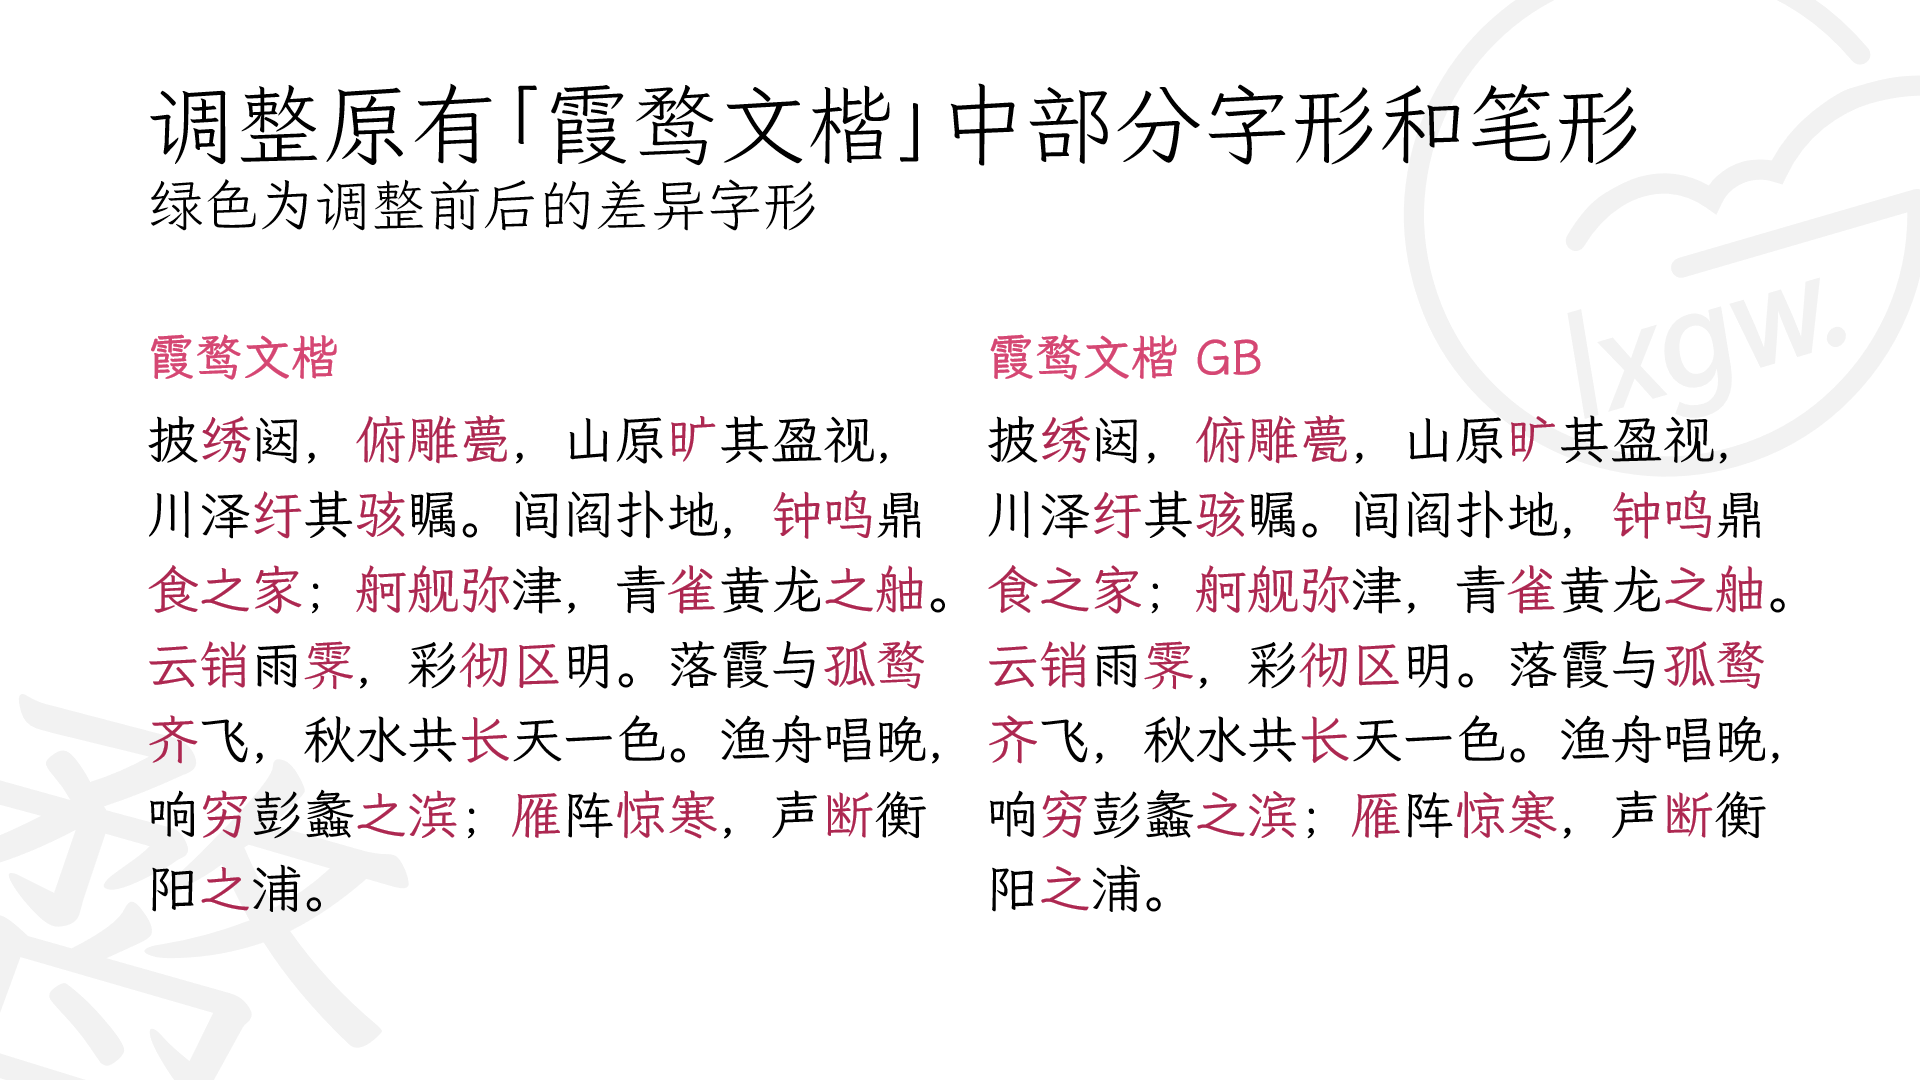 调整原有「霞鹜文楷」中部分字形和笔形
绿色为调整前后的差异字形
霞鹜文楷
披绣闼，俯雕甍，山原旷其盈视，
川泽纡其骇瞩。闾阎扑地，钟鸣鼎
食之家；舸舰弥津，青雀黄龙之舳。
云销雨霁，彩彻区明。落霞与孤鹜
齐飞，秋水共长天一色。渔舟唱晚，
响穷彭蠡之滨；雁阵惊寒，声断衡
阳之浦。
霞鹜文楷 GB
披绣闼，俯雕甍，山原旷其盈视，
川泽纡其骇瞩。闾阎扑地，钟鸣鼎
食之家；舸舰弥津，青雀黄龙之舳。
云销雨霁，彩彻区明。落霞与孤鹜
齐飞，秋水共长天一色。渔舟唱晚，
响穷彭蠡之滨；雁阵惊寒，声断衡
阳之浦。
lxgw.